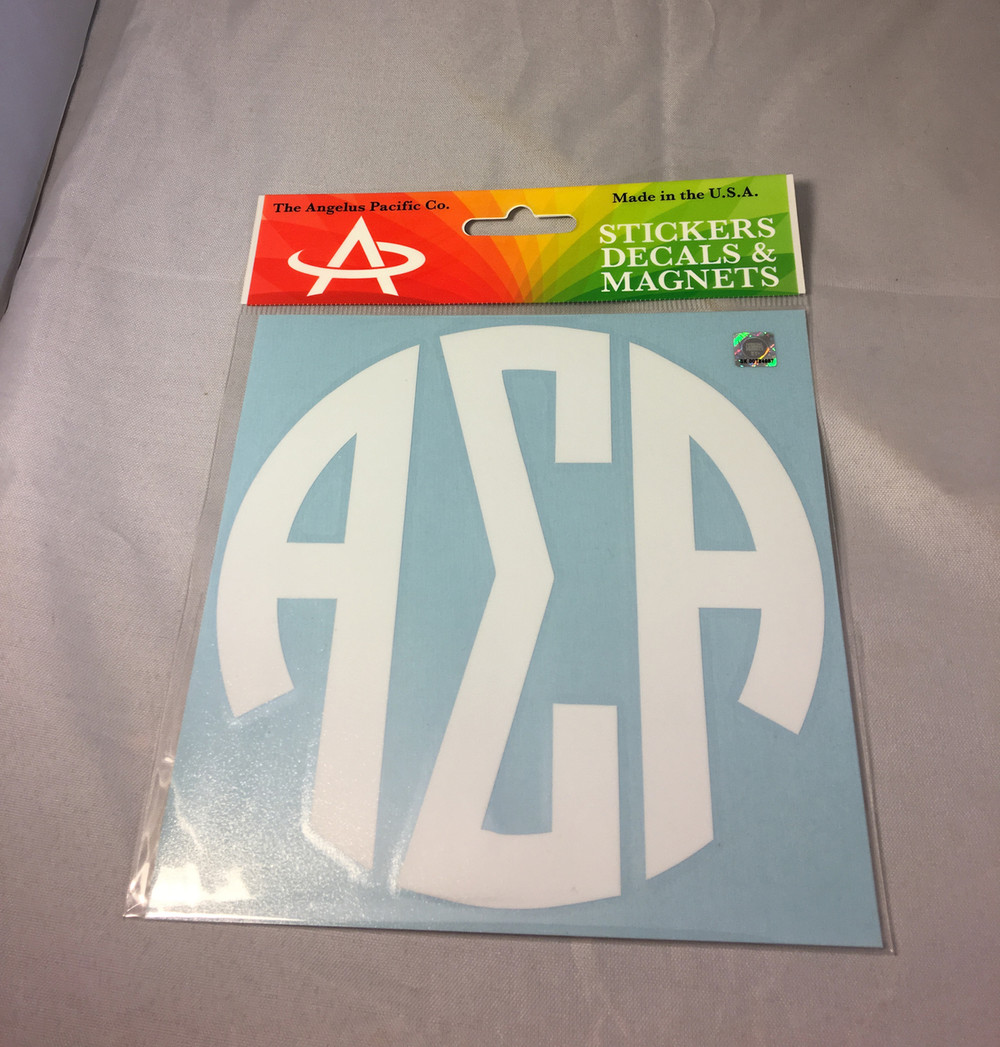 The Angelus Pacific Co.
Made in the U.S.A.
STICKERS
DECALS &
MAGNETS
ΑΣΑ